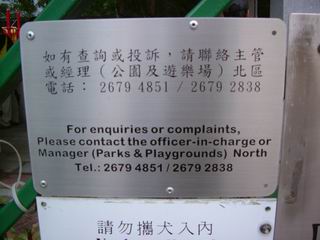 如有查詢或投訴，請聯絡主管
或經理（公園及遊樂場）北區
電話： 2679 4851 / 2679 2838
For enquiries or complaints,
Please contact the officer-in-charge or
Manager (Parks & Playgrounds) North
Tel.: 2679 4851 / 2679 2838
請勿攜犬入內